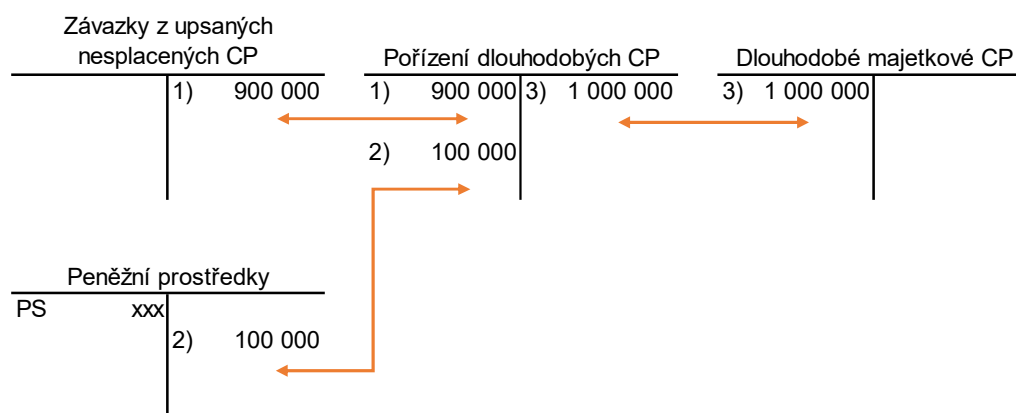 Závazky z upsaných
nesplacených CP
Pořízení dlouhodobých CP
Dlouhodobé majetkové CP
1) 900 000
1) 900 000 3) 1 000 000
3) 1 000 000
2) 100 000
Peněžní prostředky
PS xxx
2) 100 000